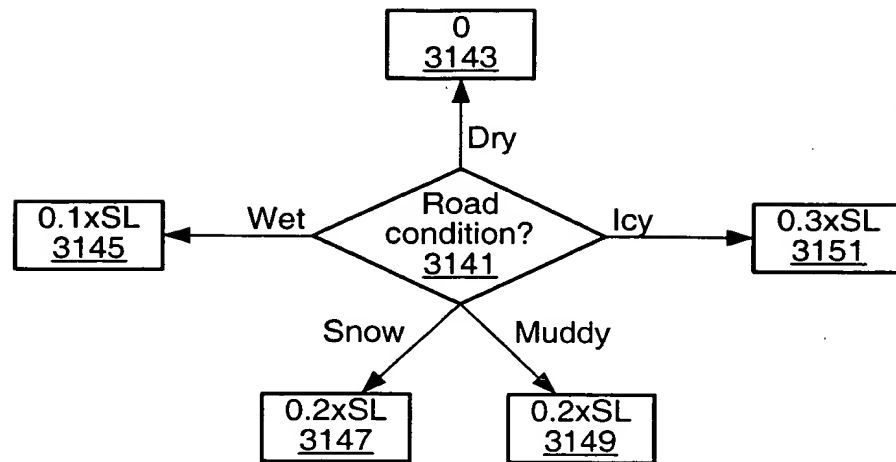 0
3143
Dry
0.1xSL
3145
Wet
Road
condition?
3141
Icy
0.3xSL
3151
Snow
Muddy
0.2xSL
3147
0.2xSL
3149